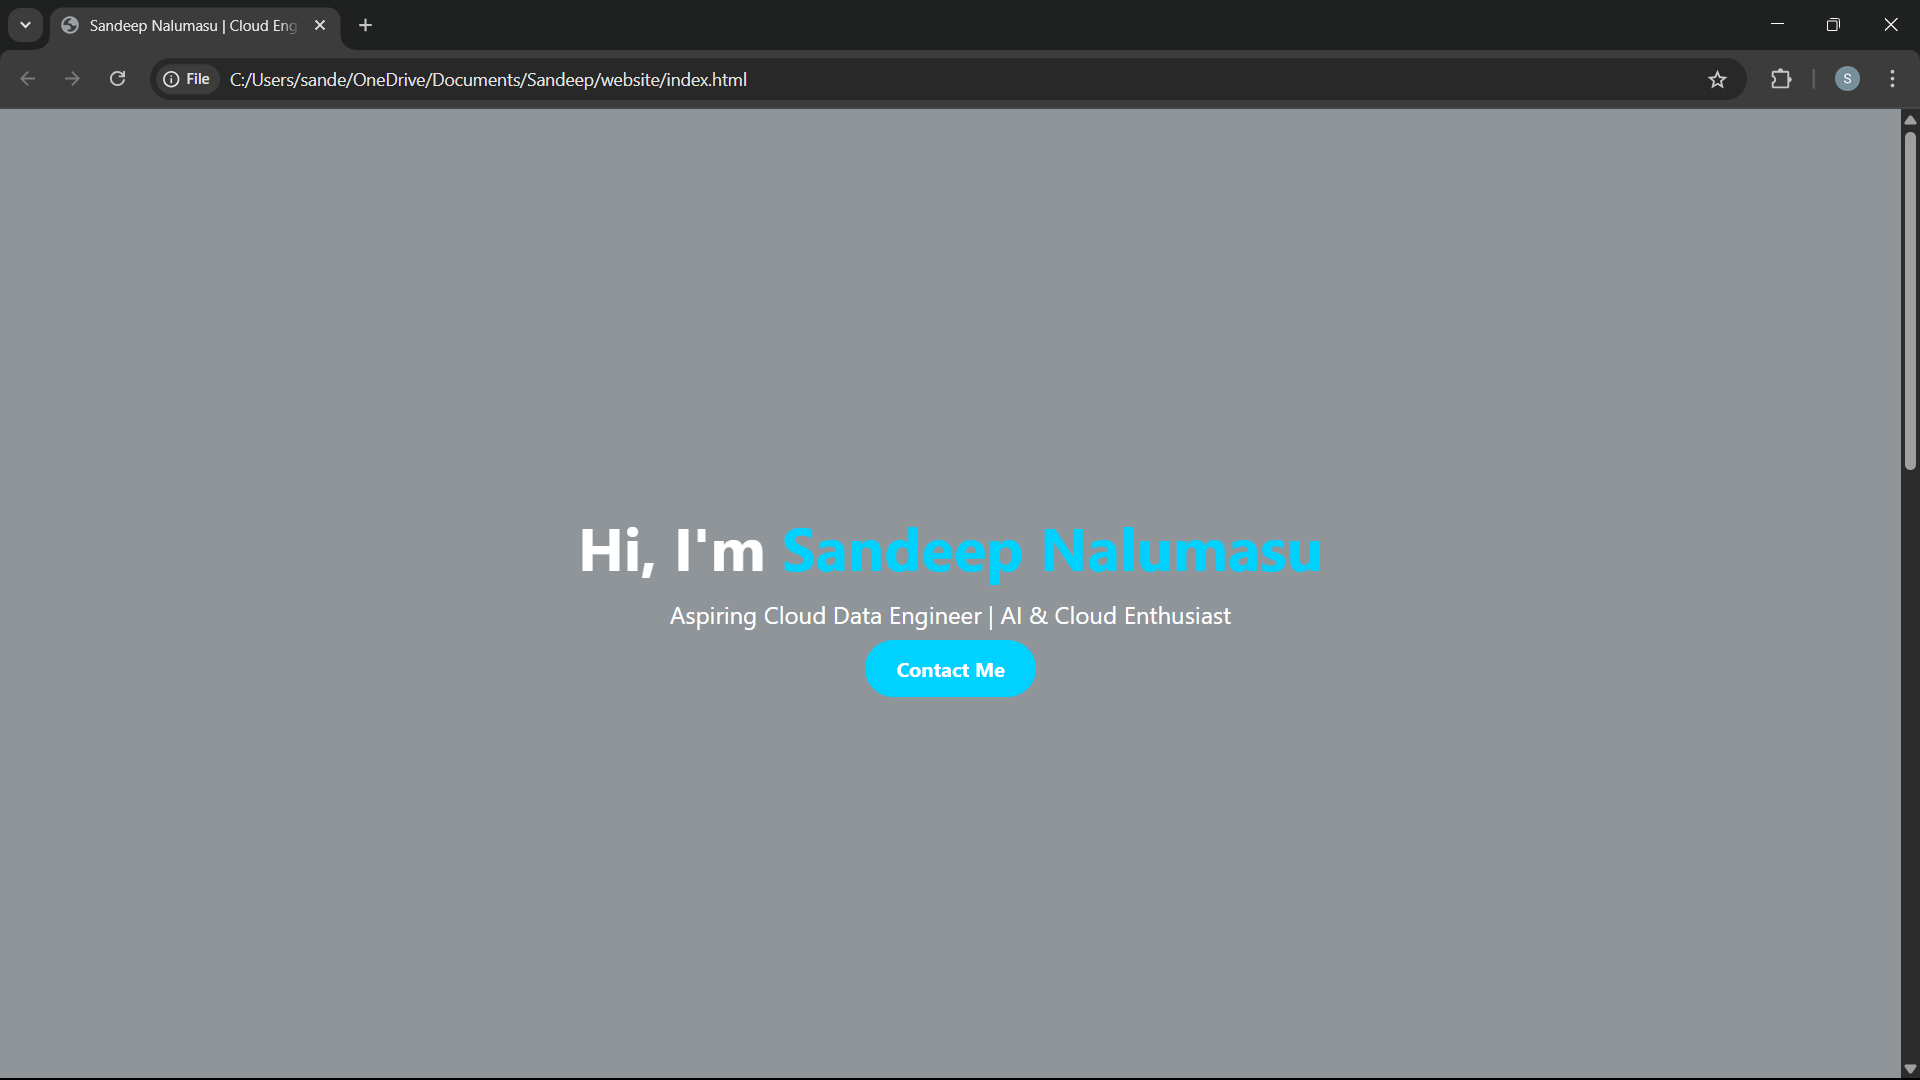 Sandeep Nalumasu | Cloud Eng
File
C:/Users/sande/OneDrive/Documents/Sandeep/website/index.html
S
Hi, I'm Sandeep Nalumasu
Aspiring Cloud Data Engineer | AI & Cloud Enthusiast
Contact Me